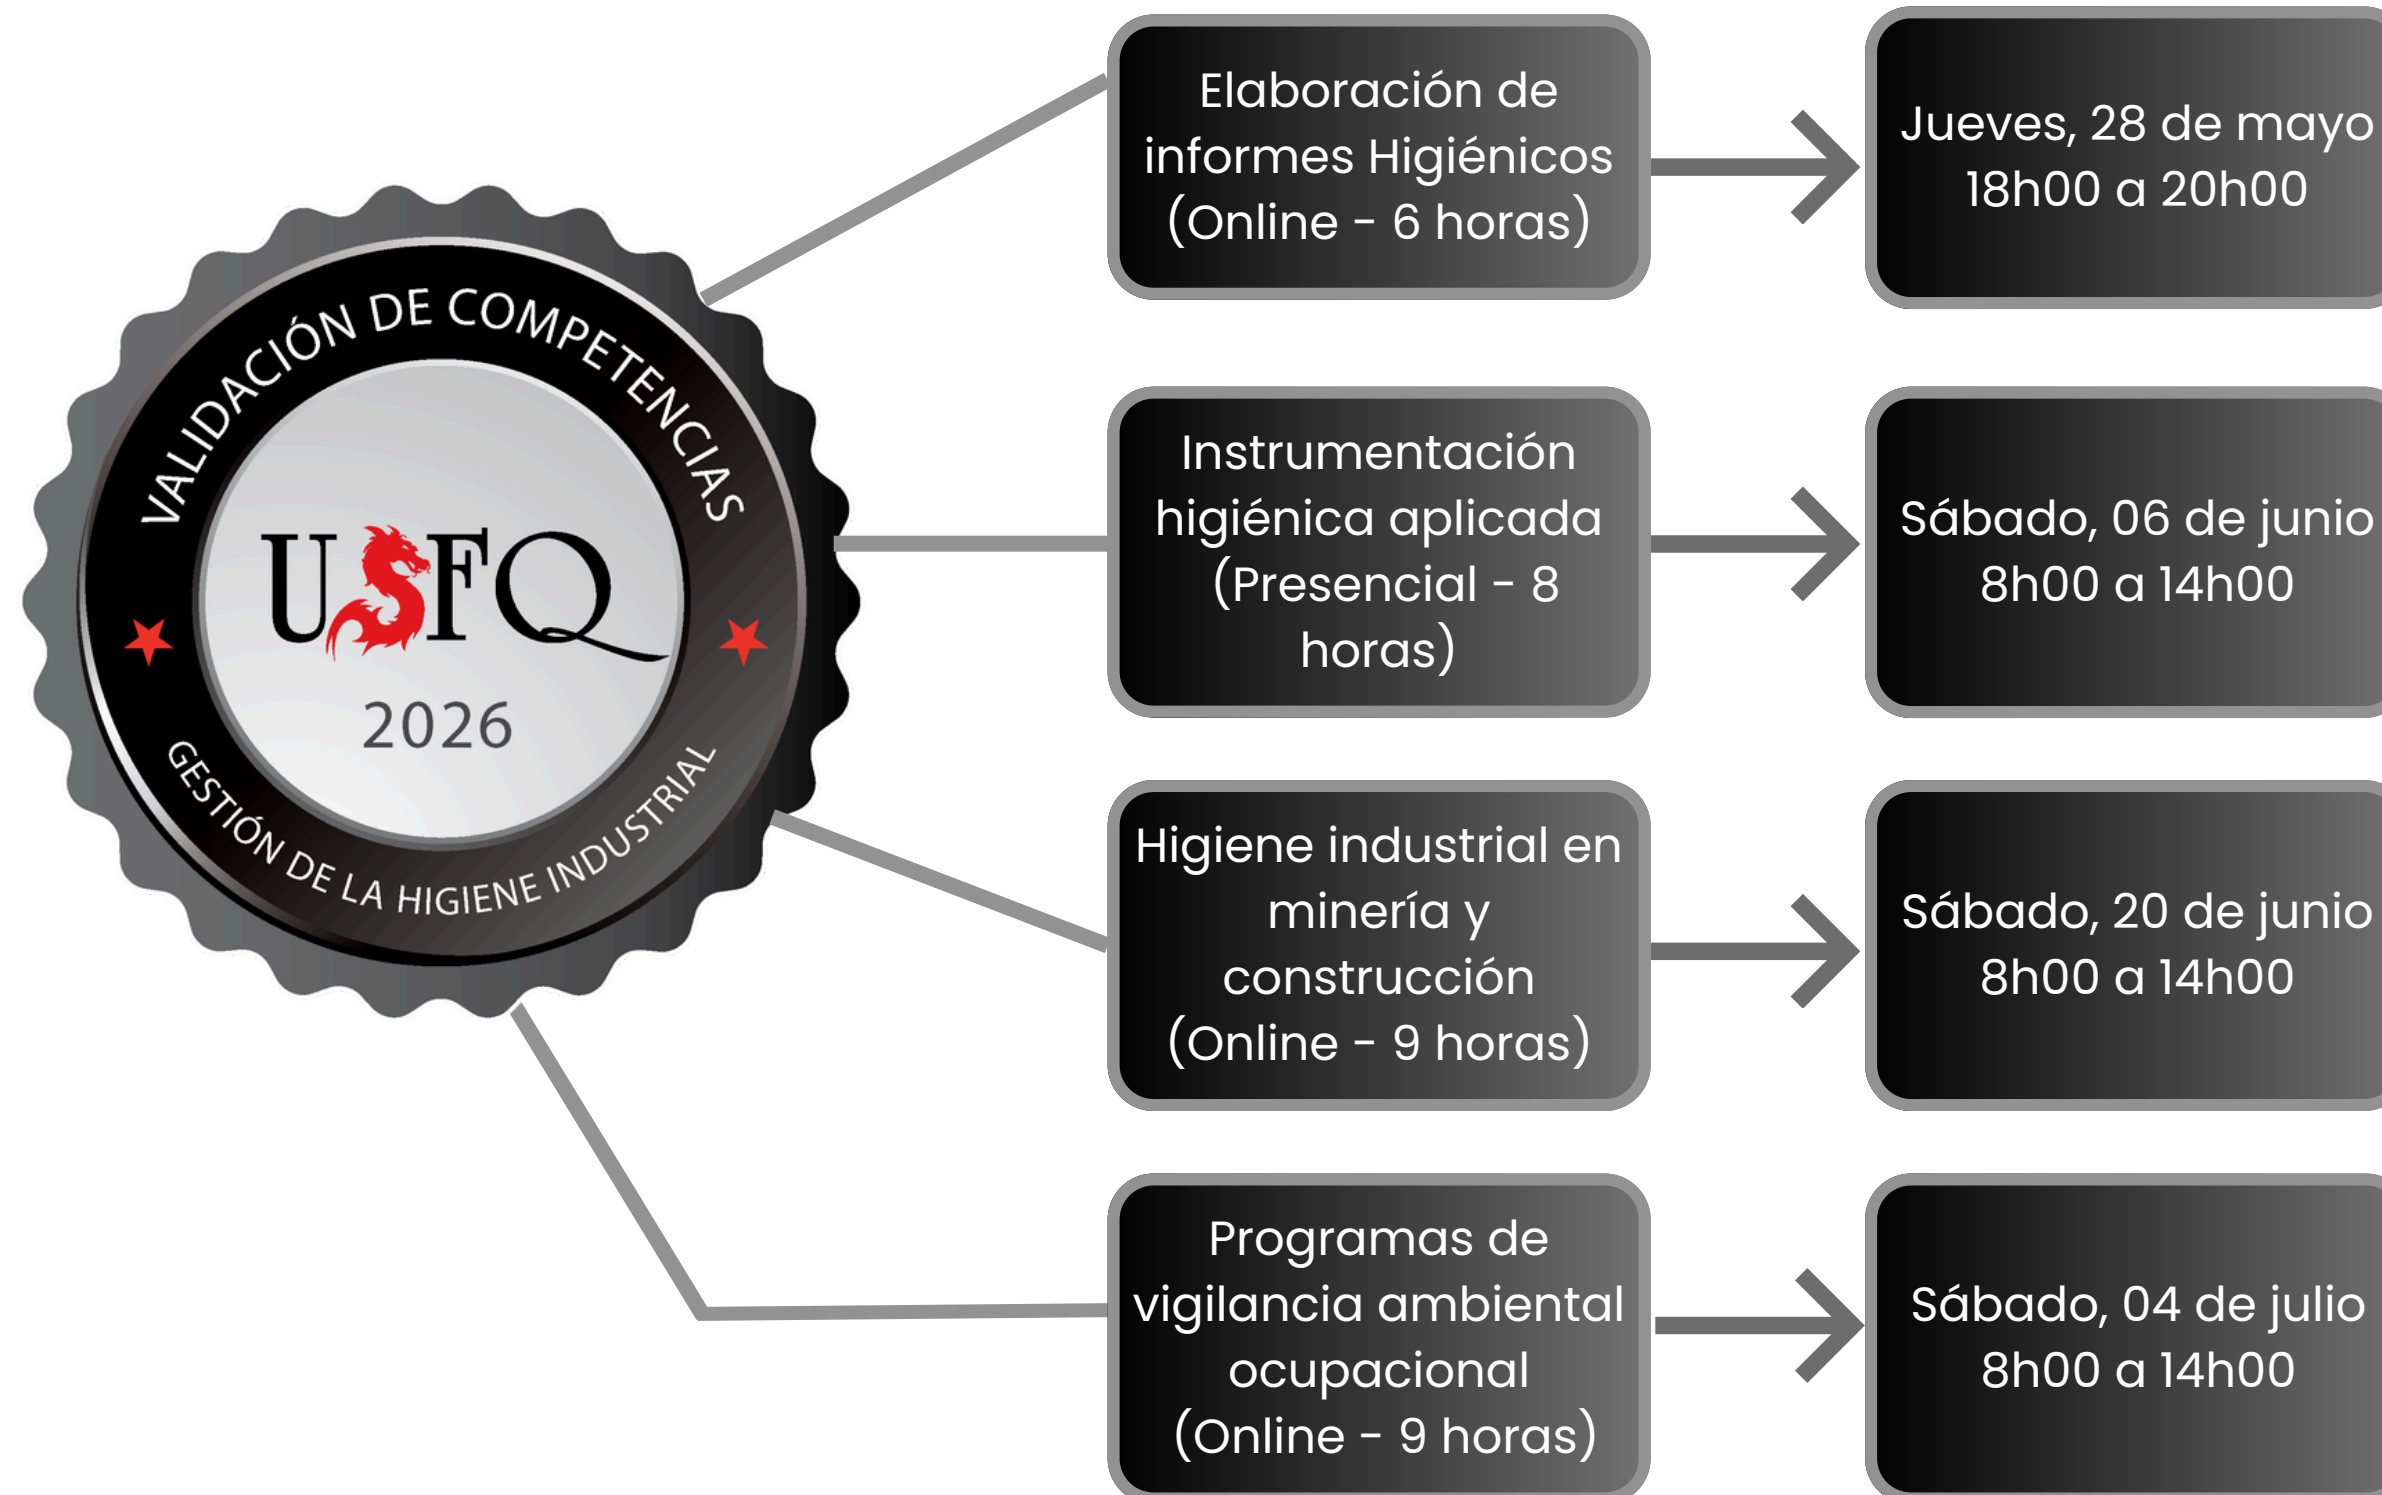 VALIDACIÓN DE COMPETENCIAS
USFQ
2026
GESTIÓN DE LA HIGIENE INDUSTRIAL
Elaboración de
informes Higiénicos
(Online - 6 horas)
Jueves, 28 de mayo
18h00 a 20h00
Instrumentación
higiénica aplicada
(Presencial - 8
horas)
Sábado, 06 de junio
8h00 a 14h00
Higiene industrial en
minería y
construcción
(Online - 9 horas)
Sábado, 20 de junio
8h00 a 14h00
Programas de
vigilancia ambiental
ocupacional
(Online - 9 horas)
Sábado, 04 de julio
8h00 a 14h00